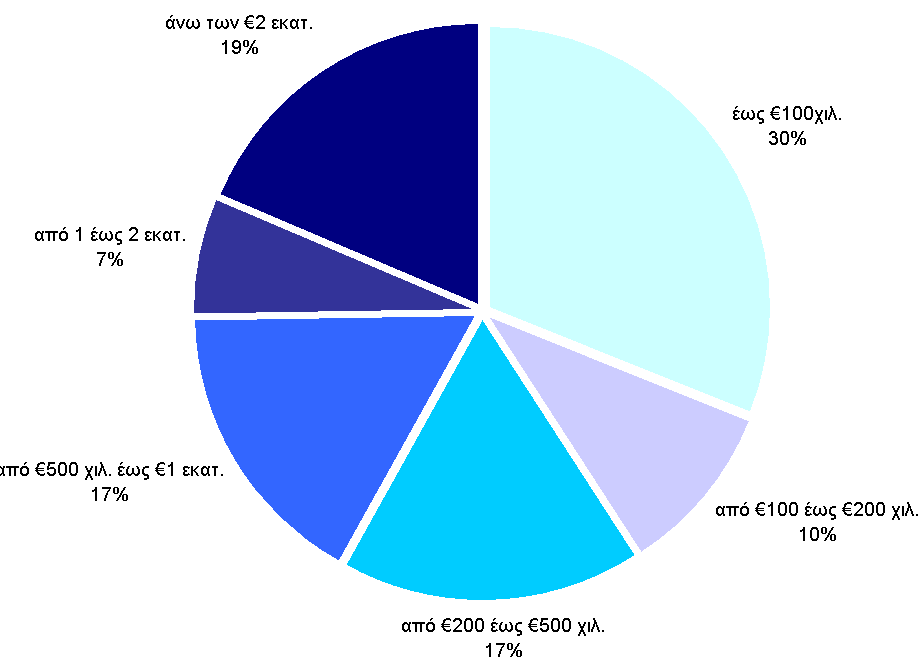 άνω των €2 εκατ.
19%
έως €100χιλ.
30%
από 1 έως 2 εκατ.
7%
από €500 χιλ. έως €1 εκατ.
17%
από €100 έως €200 χιλ.
10%
από €200 έως €500 χιλ.
17%